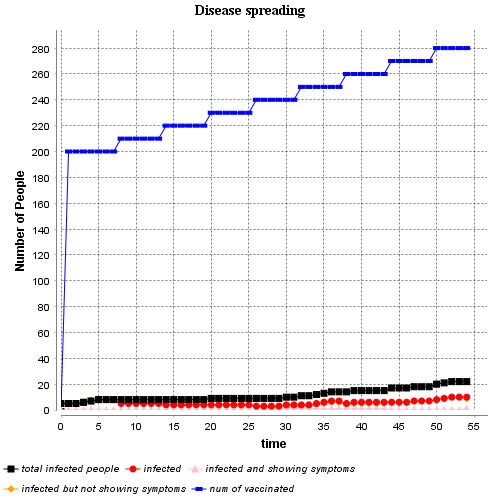 Disease spreading
Number of People
280
260
240
220
200
180
160
140
120
100
80
60
40
20
0
0 5 10 15 20 25 30 35 40 45 50 55
time
total infected people infected infected and showing symptoms
infected but not showing symptoms num of vaccinated